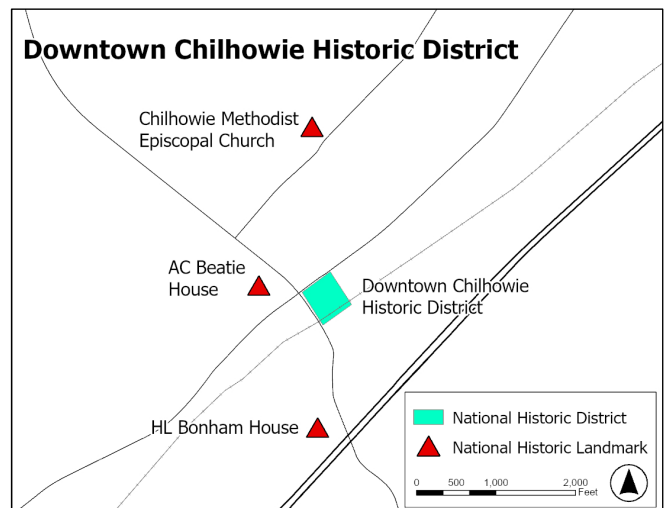 Downtown Chilhowie Historic District
Chilhowie Methodist
Episcopal Church
AC Beatie
House
Downtown Chilhowie
Historic District
HL Bonham House
National Historic District
National Historic Landmark
0 500 1,000 2,000
Feet